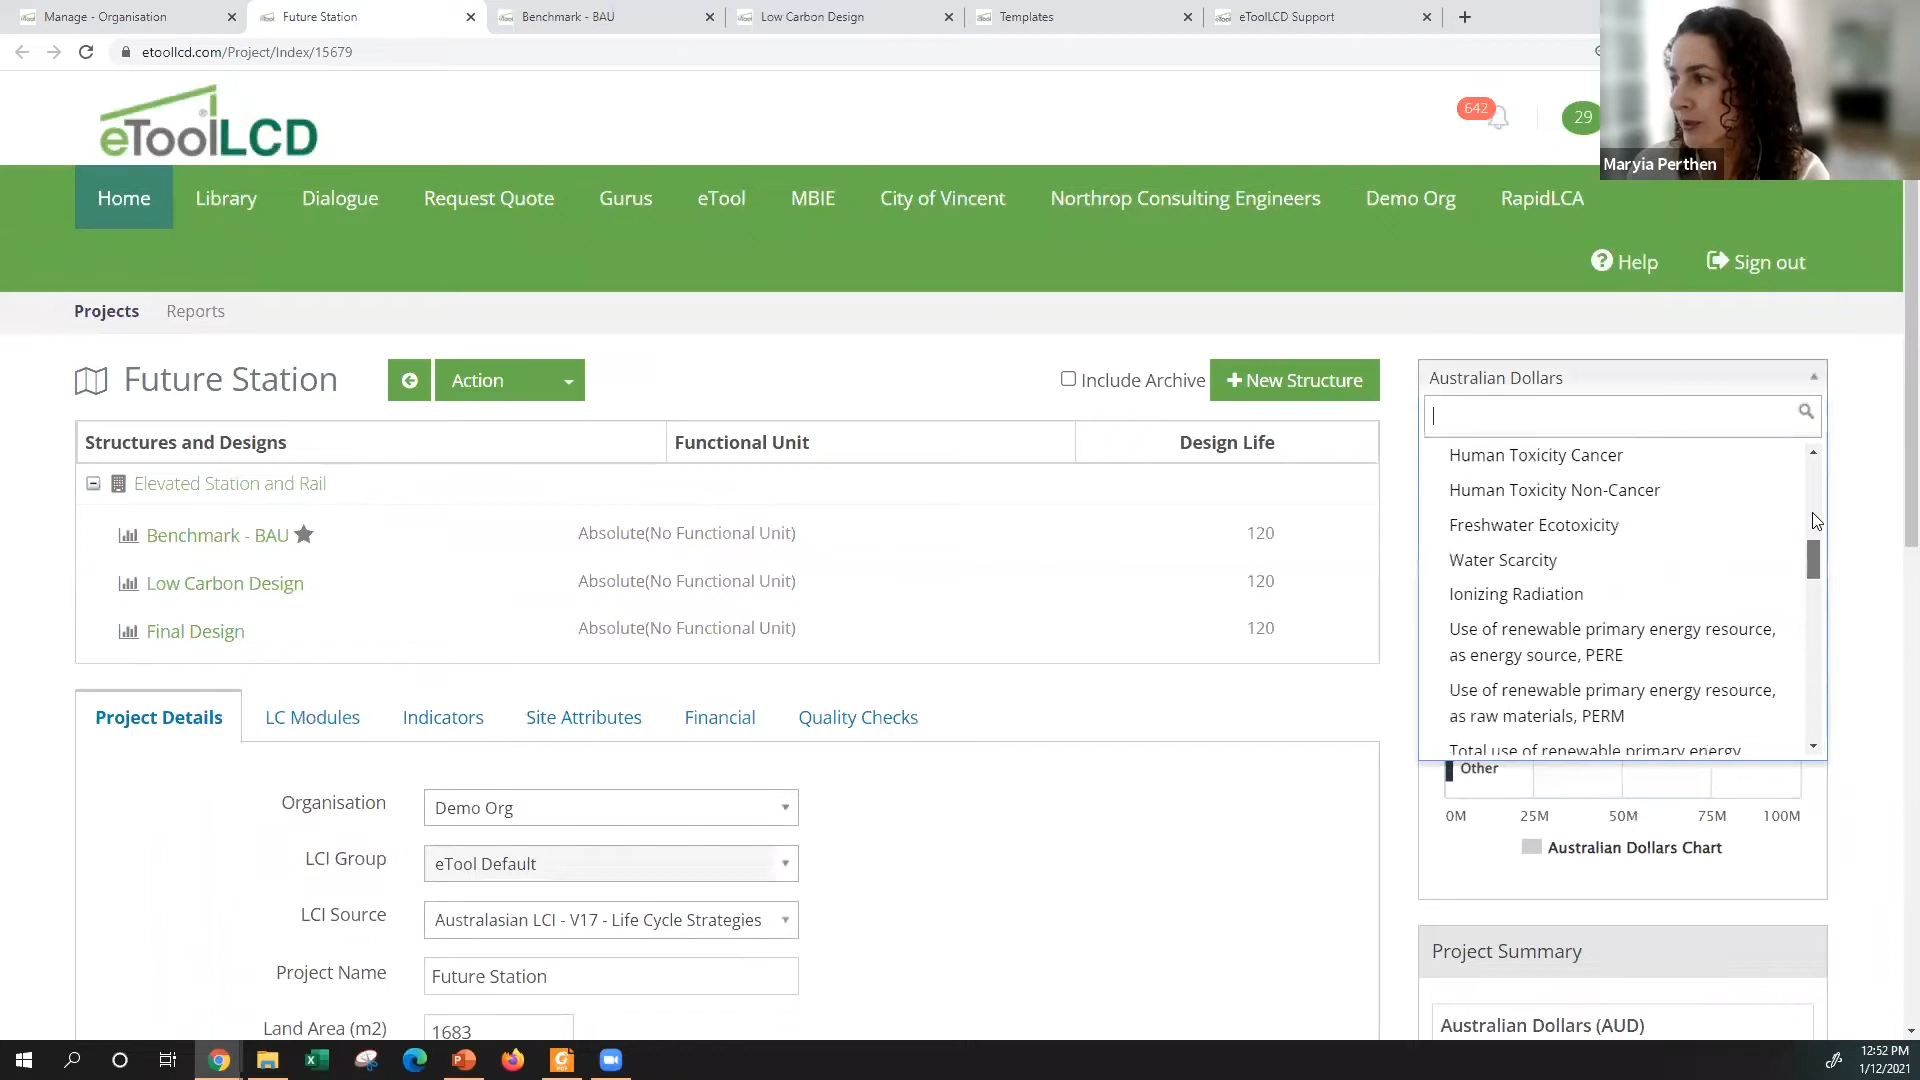 Manage - Organisation
Future Station
Benchmark - BAU
Low Carbon Design
Templates
eToolLCD Support
etoollcd.com/Project/Index/15679
eToolLCD®
642
29
Maryia Perthen
Home
Library
Dialogue
Request Quote
Gurus
eTool
MBIE
City of Vincent
Northrop Consulting Engineers
Demo Org
RapidLCA
Help
Sign out
Projects
Reports
Future Station
Action
Include Archive
New Structure
Structures and Designs
Functional Unit
Design Life
Elevated Station and Rail
Benchmark - BAU
Absolute(No Functional Unit)
120
Low Carbon Design
Absolute(No Functional Unit)
120
Final Design
Absolute(No Functional Unit)
120
Project Details
LC Modules
Indicators
Site Attributes
Financial
Quality Checks
Organisation
Demo Org
LCI Group
eTool Default
LCI Source
Australasian LCI - V17 - Life Cycle Strategies
Project Name
Future Station
Land Area (m2)
1683
Australian Dollars
Human Toxicity Cancer
Human Toxicity Non-Cancer
Freshwater Ecotoxicity
Water Scarcity
Ionizing Radiation
Use of renewable primary energy resource,
as energy source, PERE
Use of renewable primary energy resource,
as raw materials, PERM
Total use of renewable primary energy
Other
0M
25M
50M
75M
100M
Australian Dollars Chart
Project Summary
Australian Dollars (AUD)
12:52 PM
1/12/2021